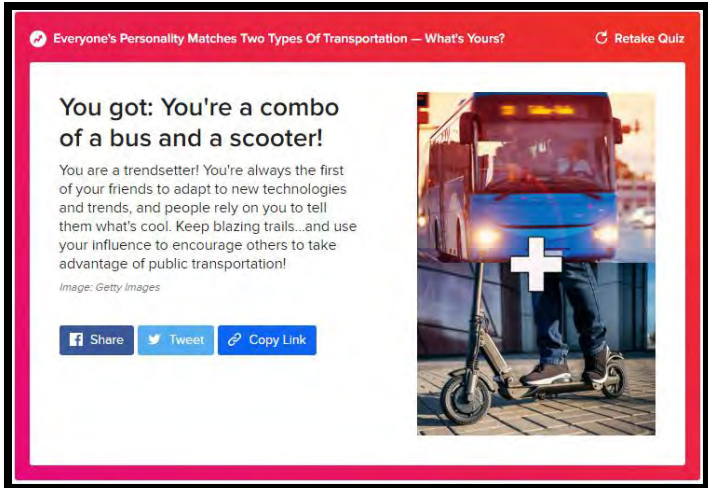 Everyone's Personality Matches Two Types Of Transportation — What's Yours?
Retake Quiz
You got: You're a combo
of a bus and a scooter!
You are a trendsetter! You're always the first
of your friends to adapt to new technologies
and trends, and people rely on you to tell
them what's cool. Keep blazing trails...and use
your influence to encourage others to take
advantage of public transportation!
Image: Getty Images
Share
Tweet
Copy Link